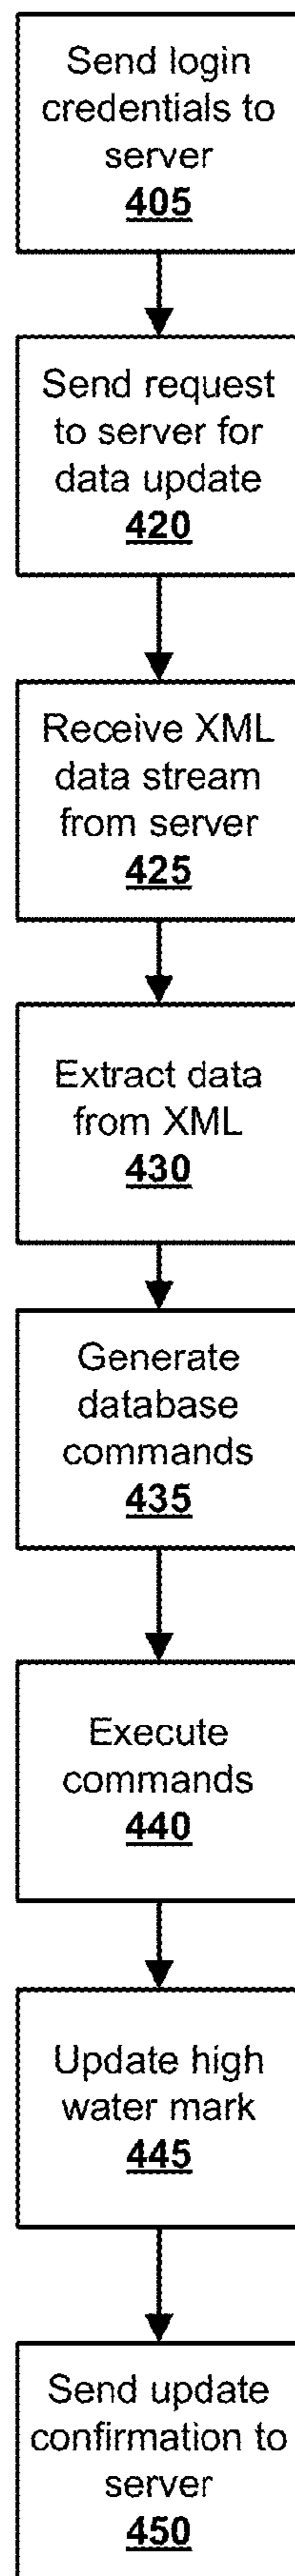 Send login
credentials to
server
405
Send request
to server for
data update
420
Receive XML
data stream
from server
425
Extract data
from XML
430
Generate
database
commands
435
Execute
commands
440
Update high
water mark
445
Send update
confirmation to
server
450